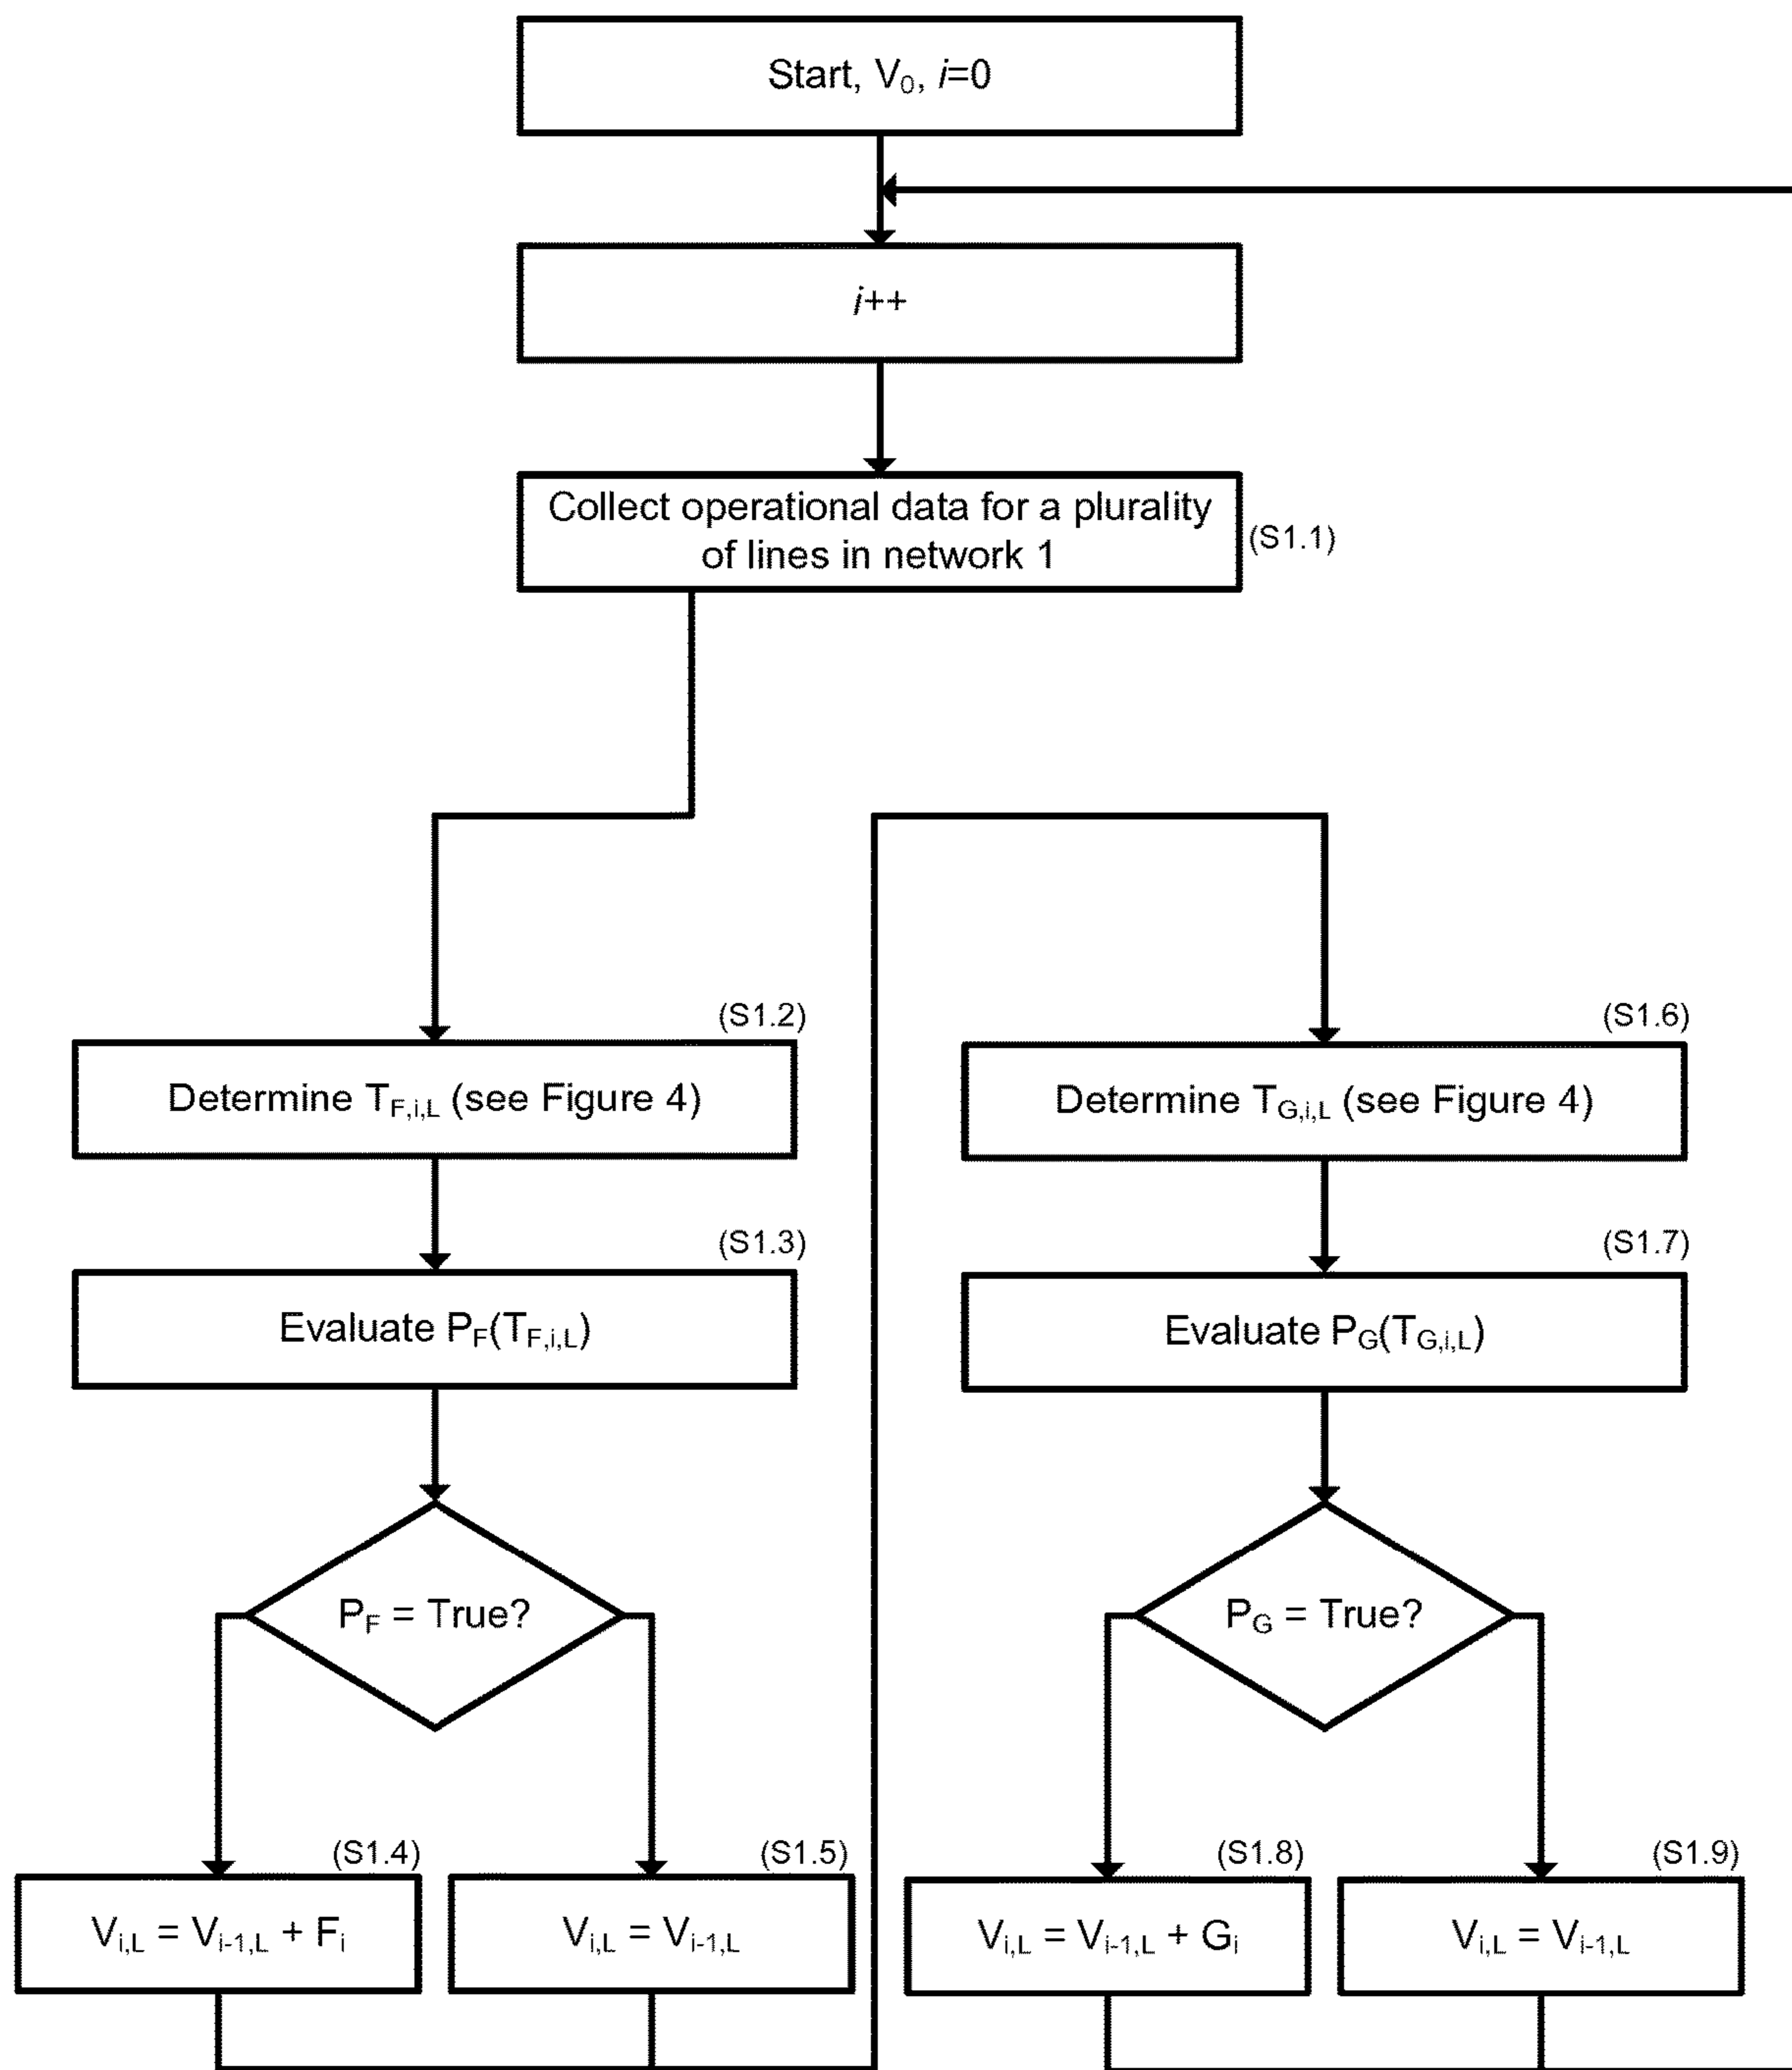 Start, V₀, i=0
i++
Collect operational data for a plurality
of lines in network 1
(S1.1)
(S1.2)
Determine T_F,i,L (see Figure 4)
(S1.3)
Evaluate P_F(T_F,i,L)
P_F = True?
(S1.4)
V_i,L = V_i-1,L + F_i
(S1.5)
V_i,L = V_i-1,L
(S1.6)
Determine T_G,i,L (see Figure 4)
(S1.7)
Evaluate P_G(T_G,i,L)
P_G = True?
(S1.8)
V_i,L = V_i-1,L + G_i
(S1.9)
V_i,L = V_i-1,L